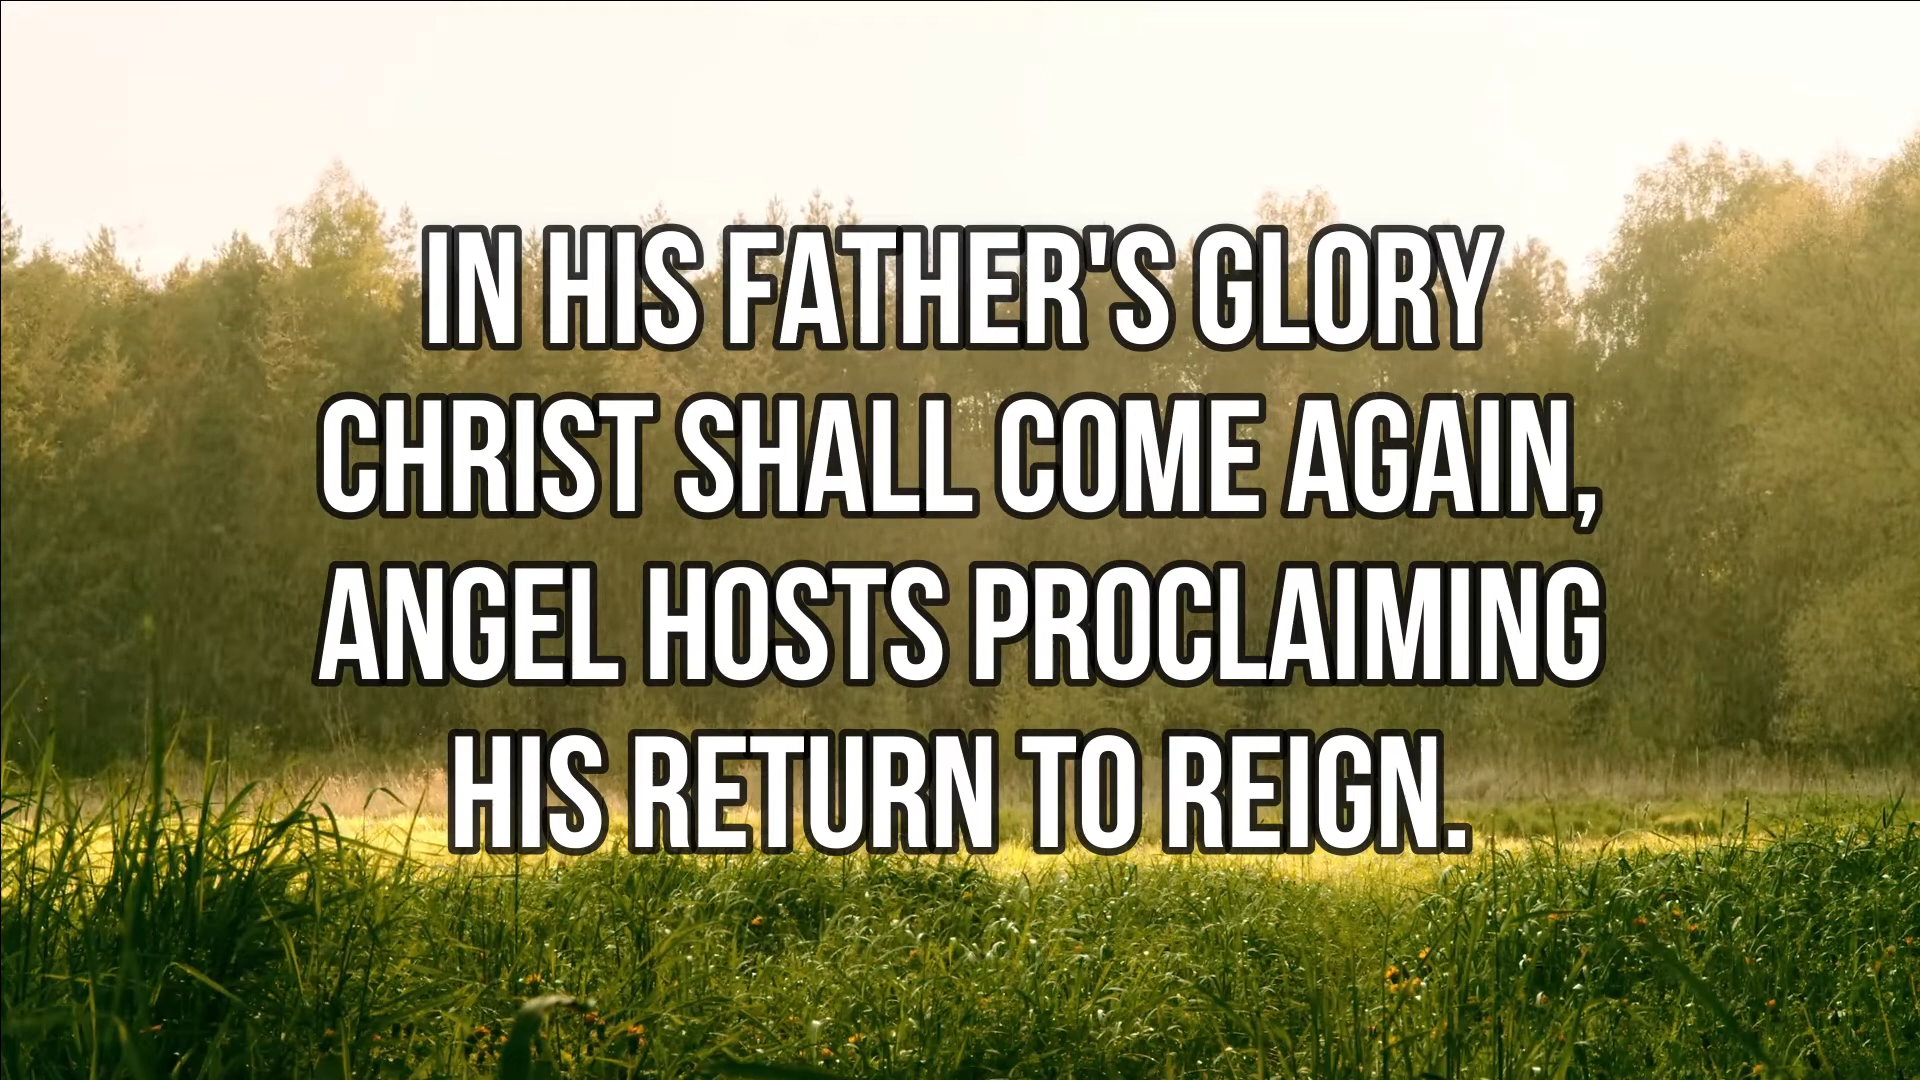 IN HIS FATHER'S GLORY
CHRIST SHALL COME AGAIN,
ANGEL HOSTS PROCLAIMING
HIS RETURN TO REIGN.